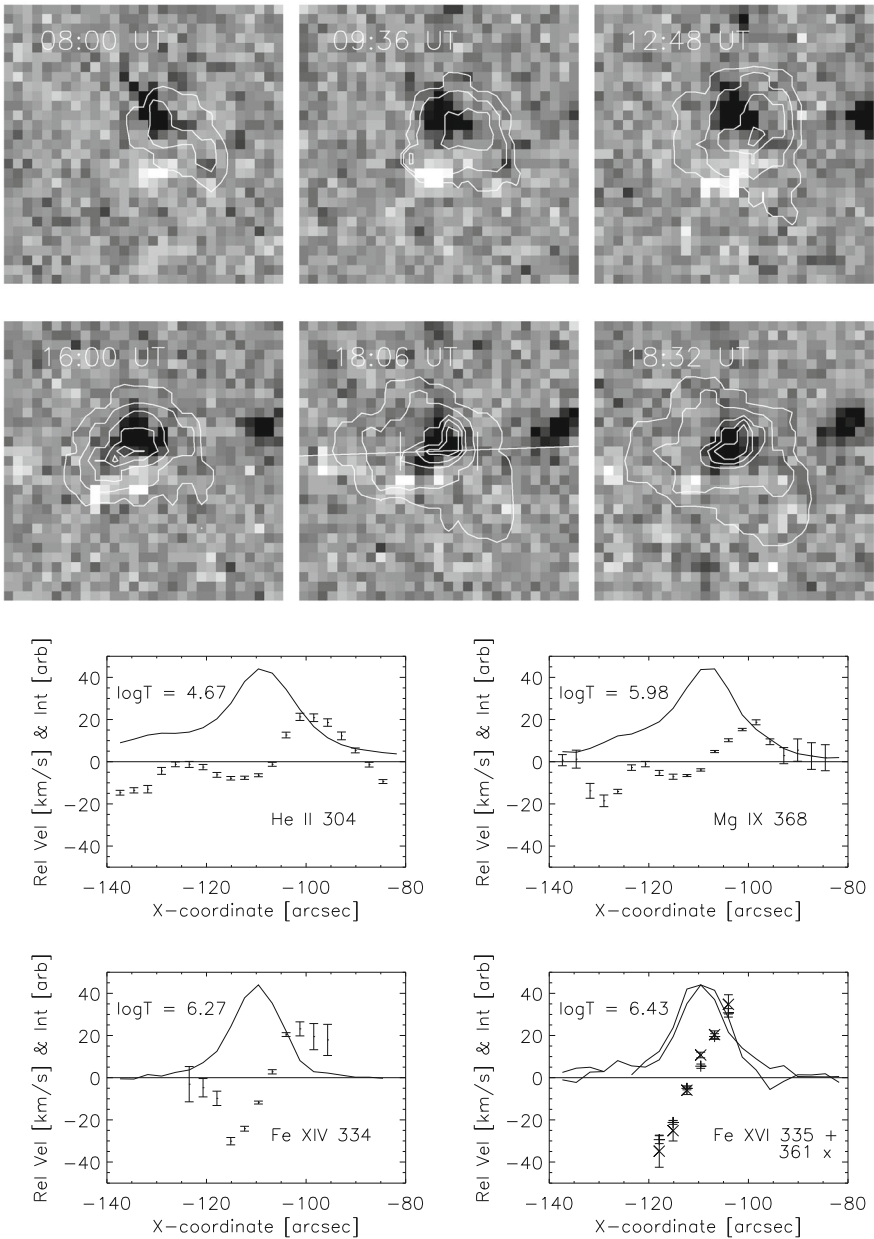 08:00 UT
09:36 UT
12:48 UT
16:00 UT
18:06 UT
18:32 UT
Rel Vel [km/s] & Int [arb]
40
20
0
−20
−40
logT = 4.67
He II 304
−140
−120
−100
−80
X−coordinate [arcsec]
Rel Vel [km/s] & Int [arb]
40
20
0
−20
−40
logT = 5.98
Mg IX 368
−140
−120
−100
−80
X−coordinate [arcsec]
Rel Vel [km/s] & Int [arb]
40
20
0
−20
−40
logT = 6.27
Fe XIV 334
−140
−120
−100
−80
X−coordinate [arcsec]
Rel Vel [km/s] & Int [arb]
40
20
0
−20
−40
logT = 6.43
Fe XVI 335 +
361 x
−140
−120
−100
−80
X−coordinate [arcsec]